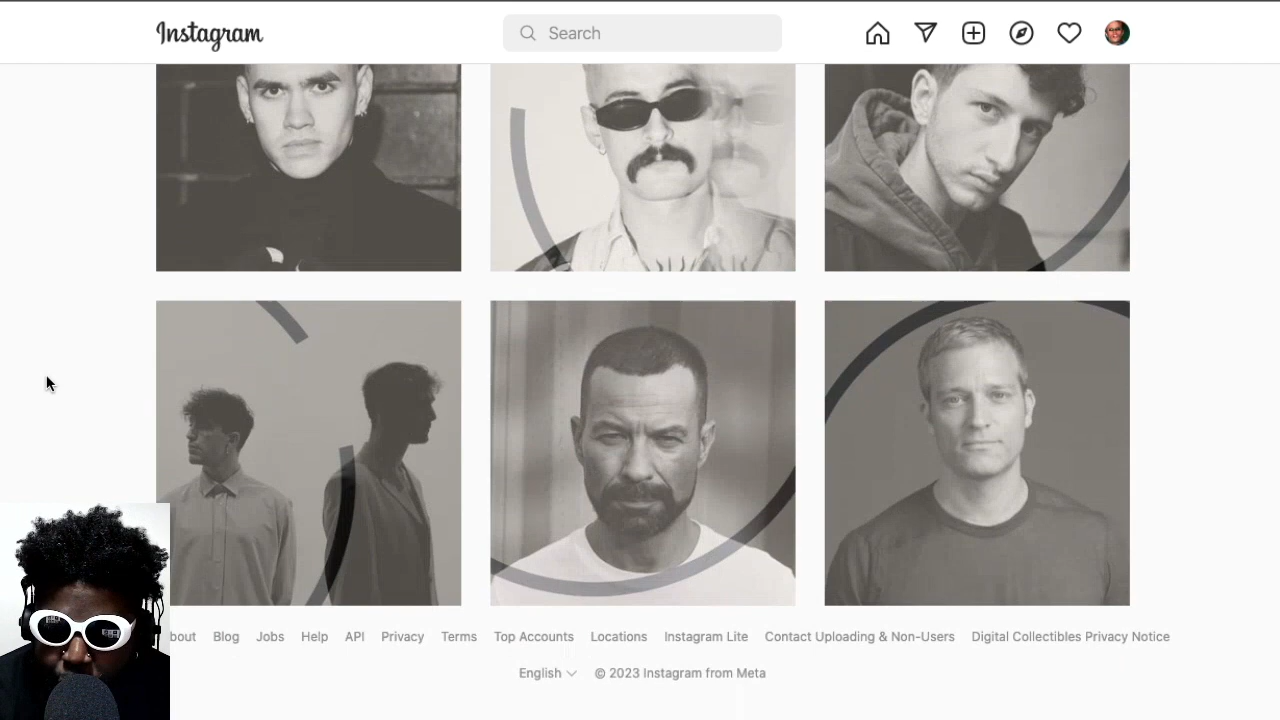 Instagram
Search
bout Blog Jobs Help API Privacy Terms Top Accounts Locations Instagram Lite Contact Uploading & Non-Users Digital Collectibles Privacy Notice
English © 2023 Instagram from Meta